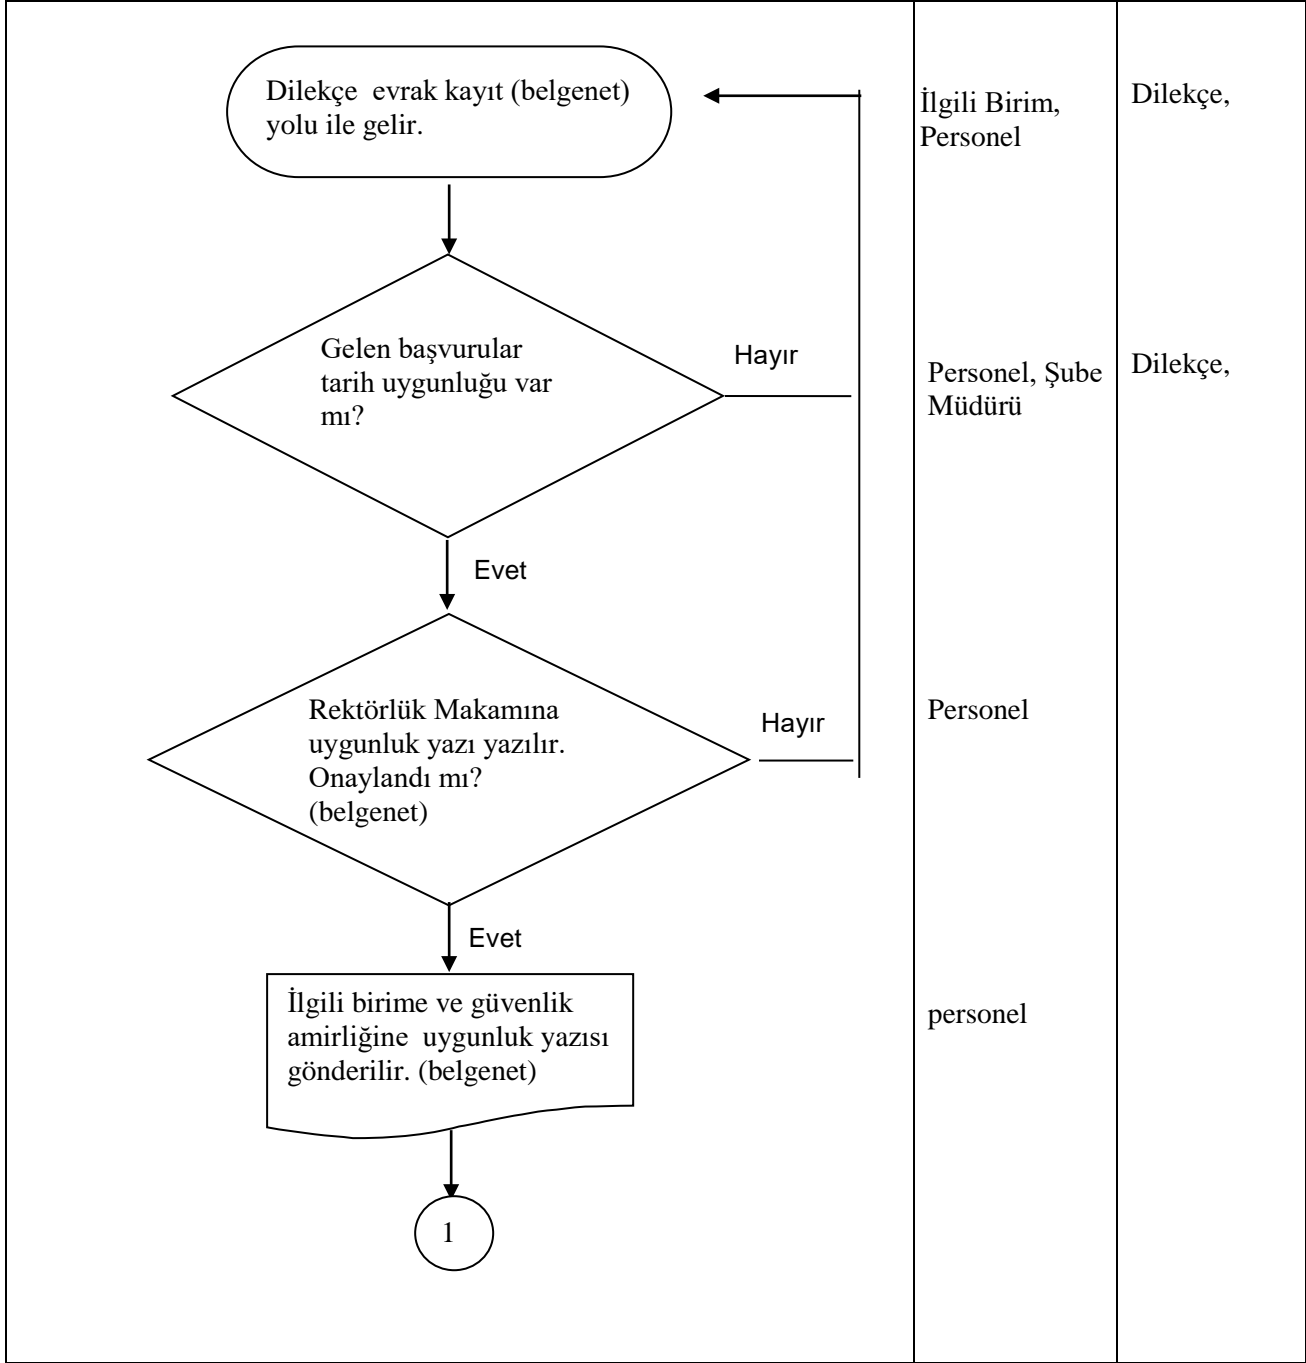 Dilekçe  evrak kayıt (belgenet)
yolu ile gelir.
İlgili Birim,
Personel
Dilekçe,
Gelen başvurular
tarih uygunluğu var
mı?
Hayır
Personel, Şube
Müdürü
Dilekçe,
Evet
Rektörlük Makamına
uygunluk yazı yazılır.
Onaylandı mı?
(belgenet)
Hayır
Personel
Evet
İlgili birime ve güvenlik
amirliğine  uygunluk yazısı
gönderilir. (belgenet)
personel
1